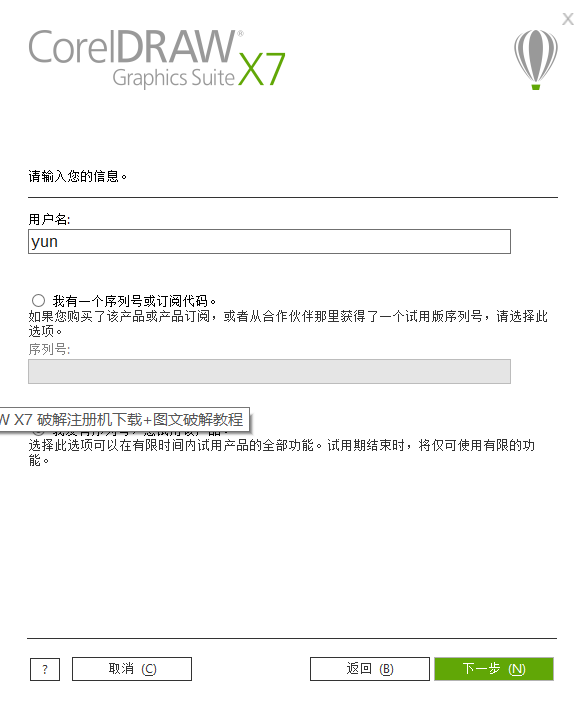 X
CorelDRAW®
Graphics Suite X7
请输入您的信息。
用户名:
yun
我有一个序列号或订阅代码。
如果您购买了该产品或产品订阅，或者从合作伙伴那里获得了一个试用版序列号，请选择此
选项。
序列号:
W X7 破解注册机下载+图文破解教程
选择此选项可以在有限时间内试用产品的全部功能。试用期结束时，将仅可使用有限的功
能。
?
取消 (C)
返回 (B)
下一步 (N)